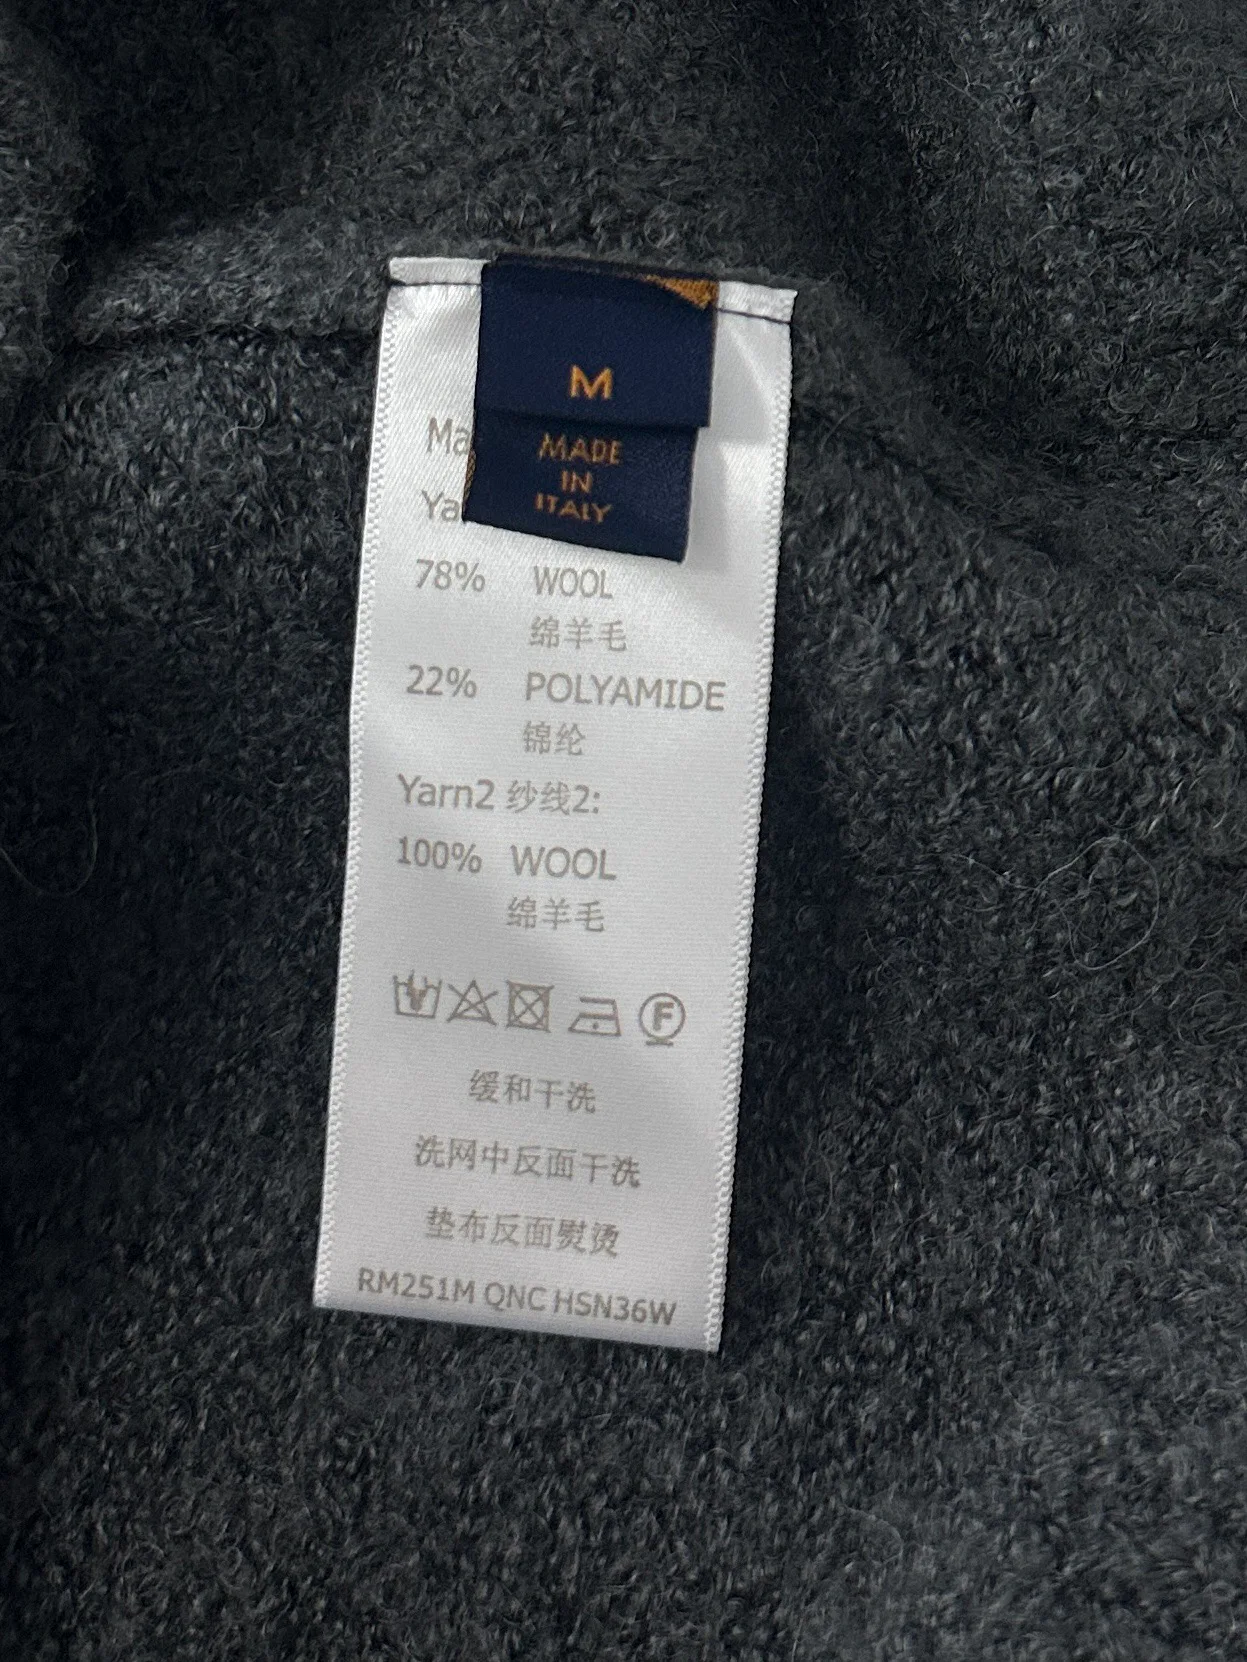 M
MADE
IN
ITALY
Ma
Ya
78% WOOL
绵羊毛
22% POLYAMIDE
锦纶
Yarn2 纱线2:
100% WOOL
绵羊毛
F
缓和干洗
洗网中反面干洗
垫布反面熨烫
RM251M QNC HSN36W